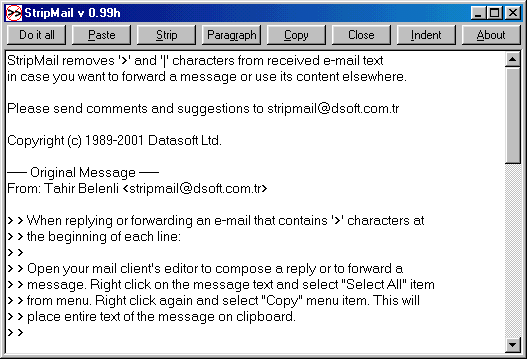 StripMail v 0.99h
Do it all Paste Strip Paragraph Copy Close Indent About
StripMail removes '>' and '|' characters from received e-mail text
in case you want to forward a message or use its content elsewhere.
Please send comments and suggestions to stripmail@dsoft.com.tr
Copyright (c) 1989-2001 Datasoft Ltd.
----- Original Message -----
From: Tahir Belenli <stripmail@dsoft.com.tr>
> > When replying or forwarding an e-mail that contains '>' characters at
> > the beginning of each line:
> >
> > Open your mail client's editor to compose a reply or to forward a
> > message. Right click on the message text and select "Select All" item
> > from menu. Right click again and select "Copy" menu item. This will
> > place entire text of the message on clipboard.
> >